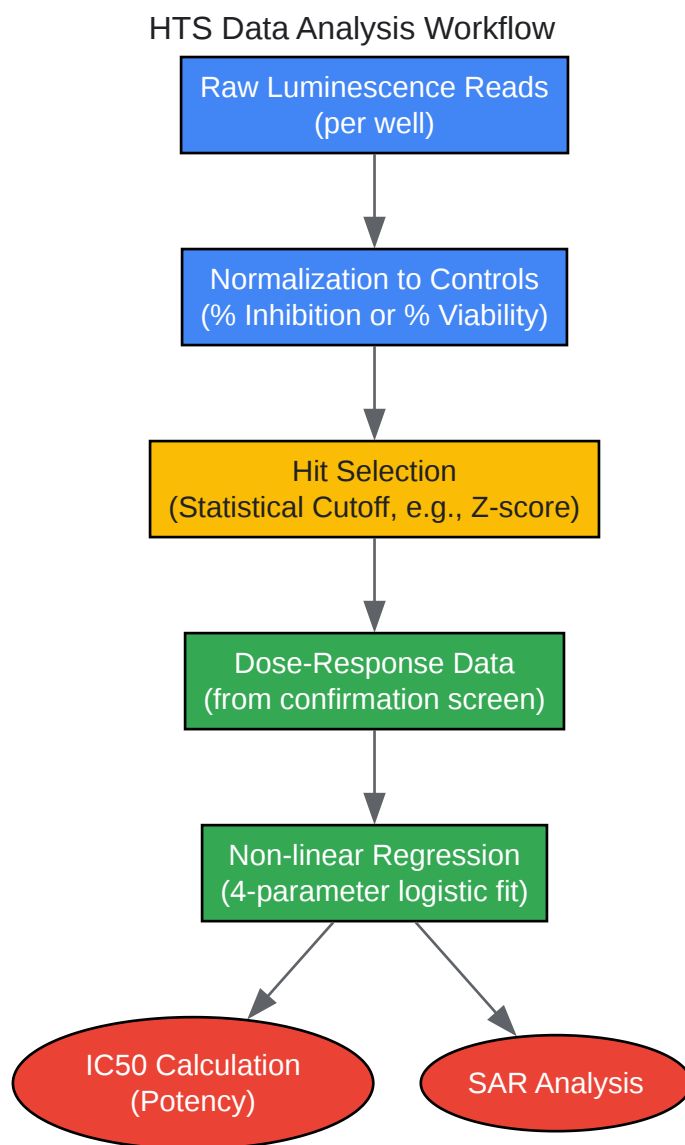 HTS Data Analysis Workflow
Raw Luminescence Reads
(per well)
Normalization to Controls
(% Inhibition or % Viability)
Hit Selection
(Statistical Cutoff, e.g., Z-score)
Dose-Response Data
(from confirmation screen)
Non-linear Regression
(4-parameter logistic fit)
IC50 Calculation
(Potency)
SAR Analysis